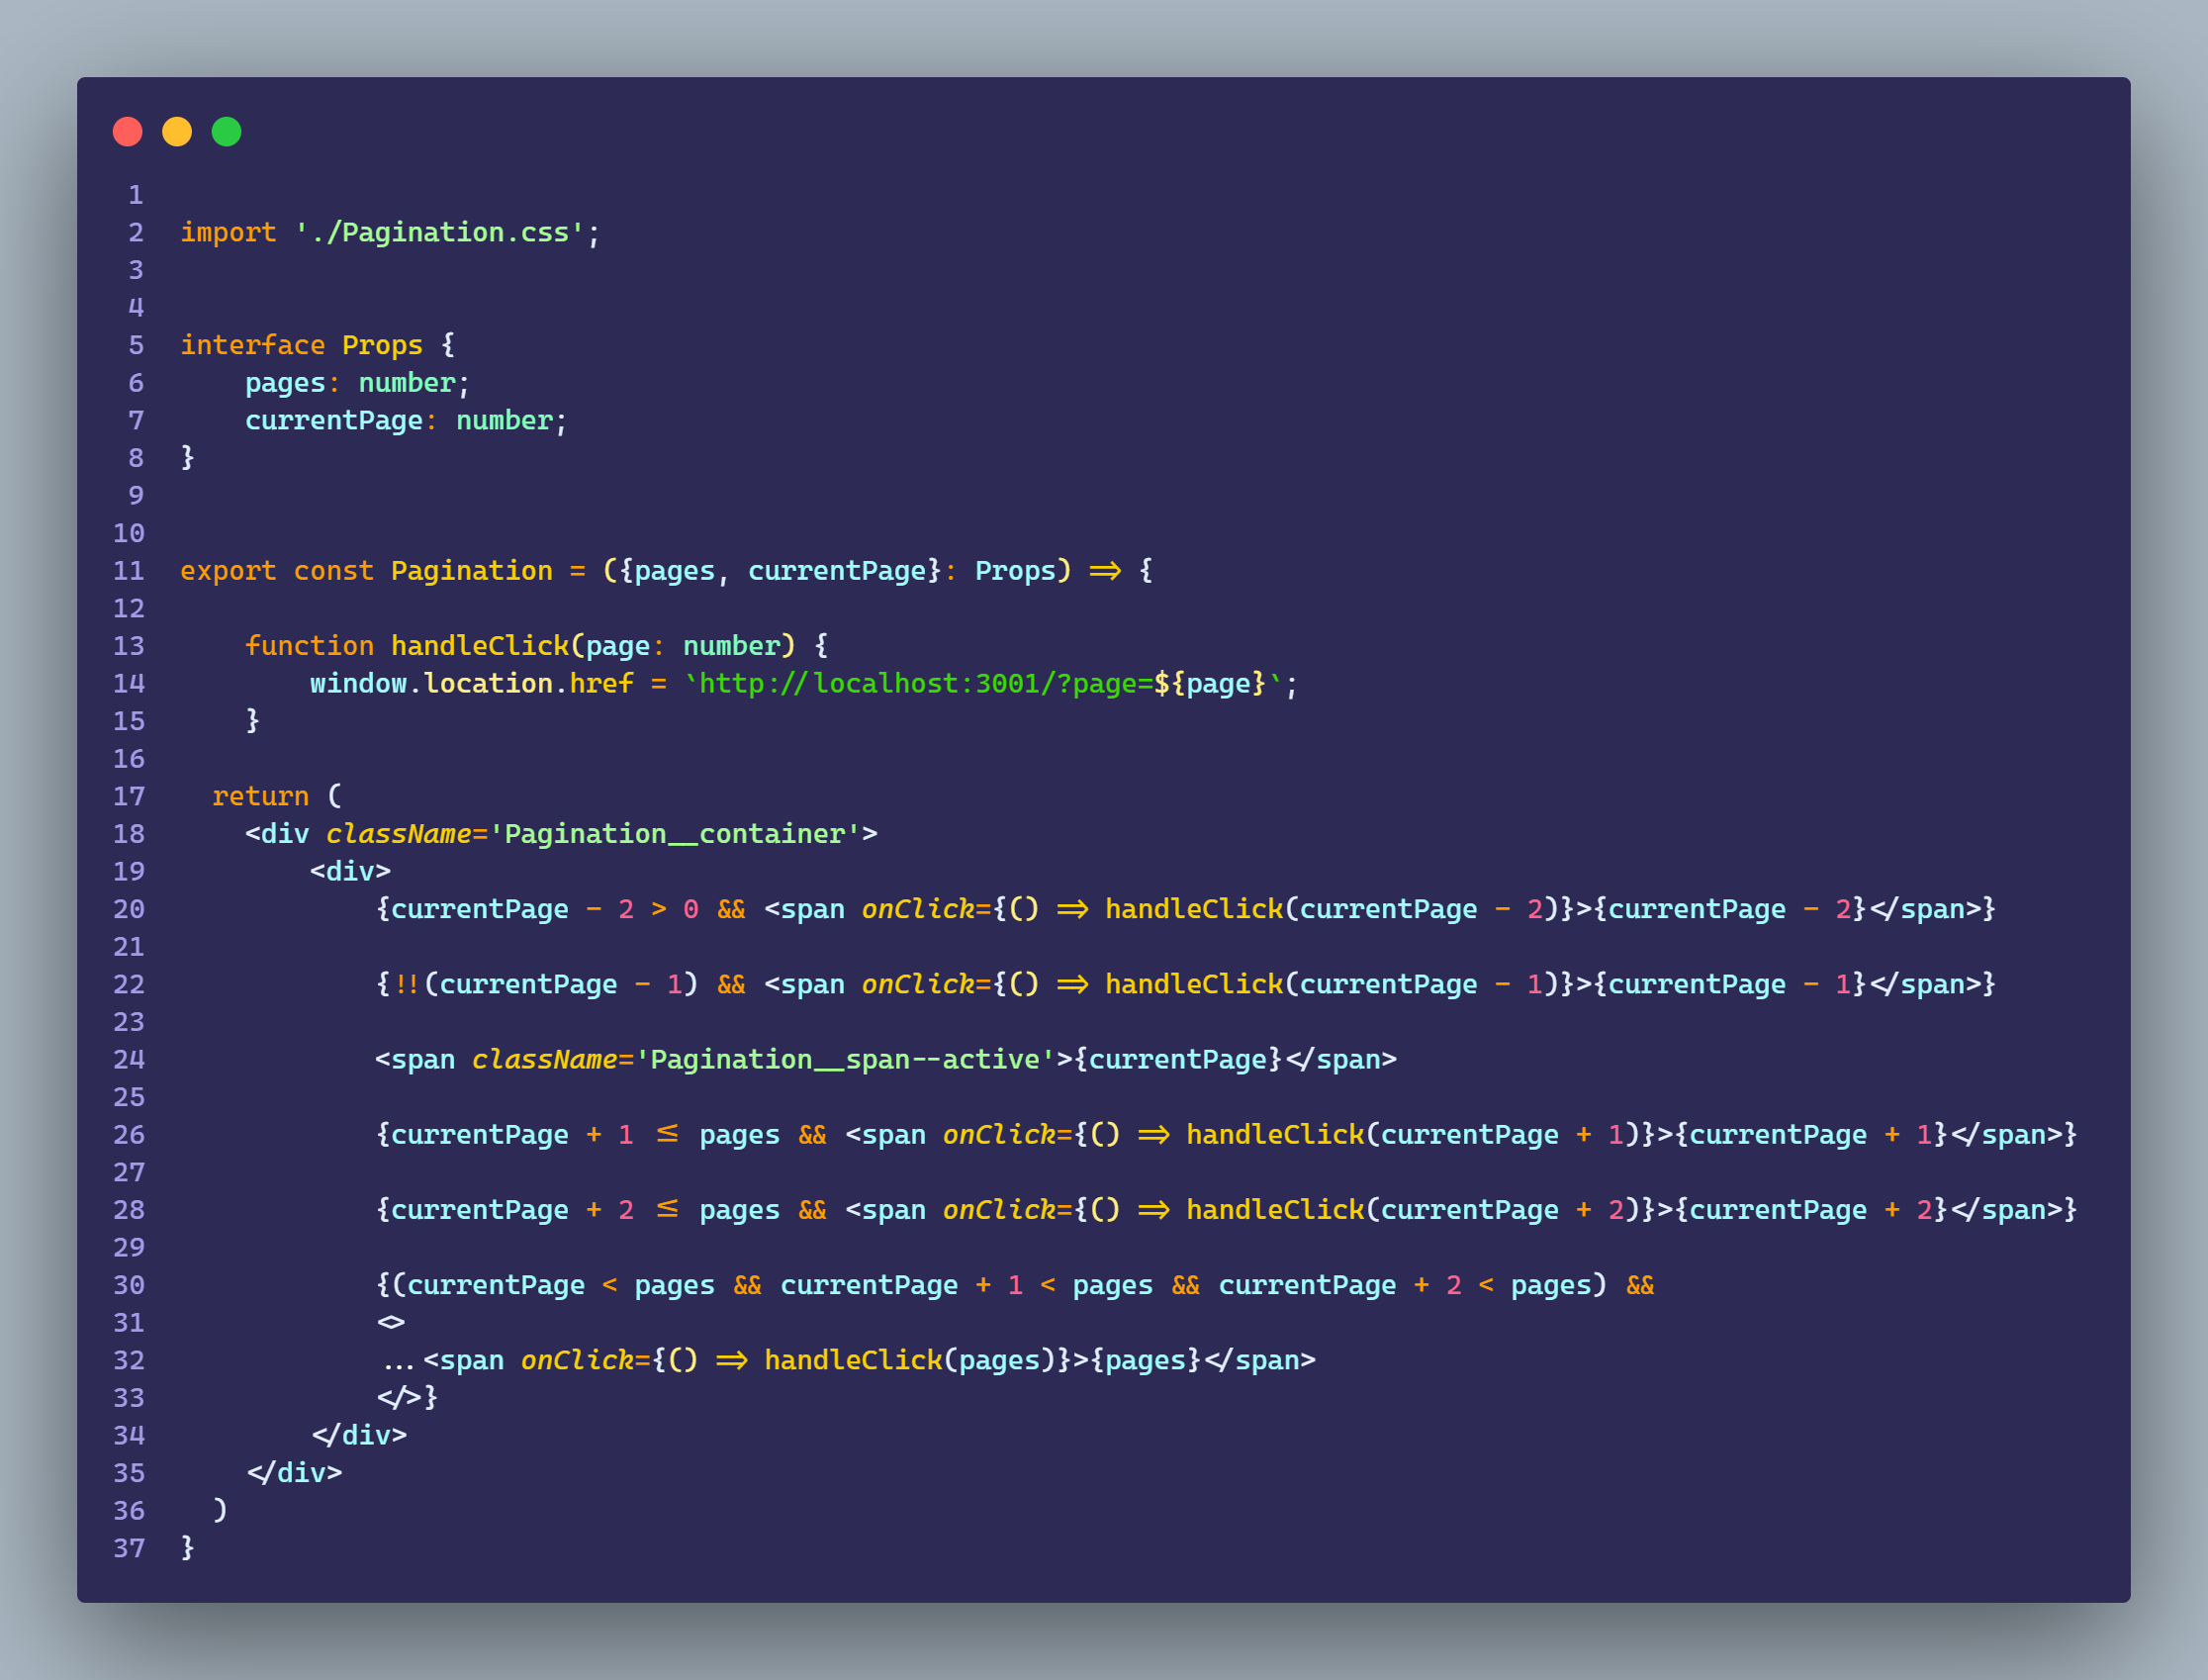 1
2 import './Pagination.css';
3
4
5 interface Props {
6     pages: number;
7     currentPage: number;
8 }
9
10
11 export const Pagination = ({pages, currentPage}: Props) => {
12
13     function handleClick(page: number) {
14         window.location.href = `http://localhost:3001/?page=${page}`;
15     }
16
17   return (
18     <div className='Pagination__container'>
19         <div>
20             {currentPage - 2 > 0 && <span onClick={() => handleClick(currentPage - 2)}>{currentPage - 2}</span>}
21
22             {!!(currentPage - 1) && <span onClick={() => handleClick(currentPage - 1)}>{currentPage - 1}</span>}
23
24             <span className='Pagination__span--active'>{currentPage}</span>
25
26             {currentPage + 1 <= pages && <span onClick={() => handleClick(currentPage + 1)}>{currentPage + 1}</span>}
27
28             {currentPage + 2 <= pages && <span onClick={() => handleClick(currentPage + 2)}>{currentPage + 2}</span>}
29
30             {(currentPage < pages && currentPage + 1 < pages && currentPage + 2 < pages) &&
31             <>
32             ...<span onClick={() => handleClick(pages)}>{pages}</span>
33             </>}
34         </div>
35     </div>
36   )
37 }